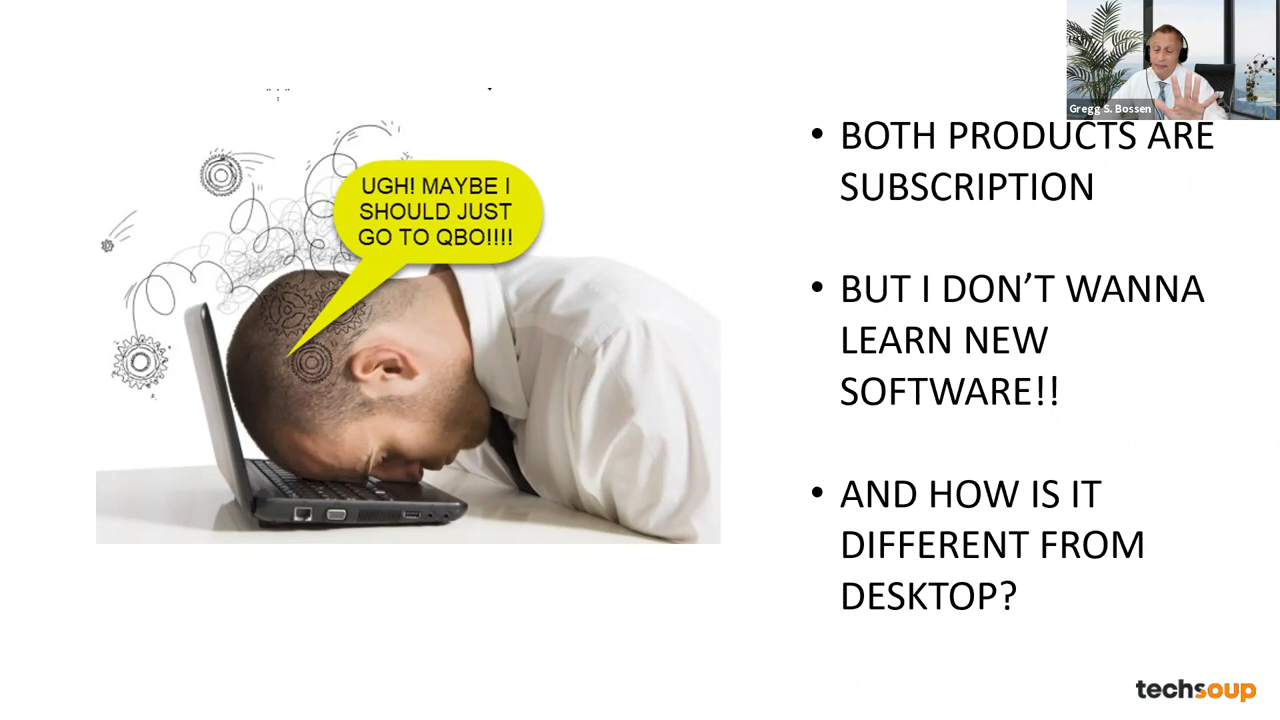 Gregg S. Bossen
UGH! MAYBE I
SHOULD JUST
GO TO QBO!!!!
• BOTH PRODUCTS ARE
SUBSCRIPTION
• BUT I DON’T WANNA
LEARN NEW
SOFTWARE!!
• AND HOW IS IT
DIFFERENT FROM
DESKTOP?
techsoup